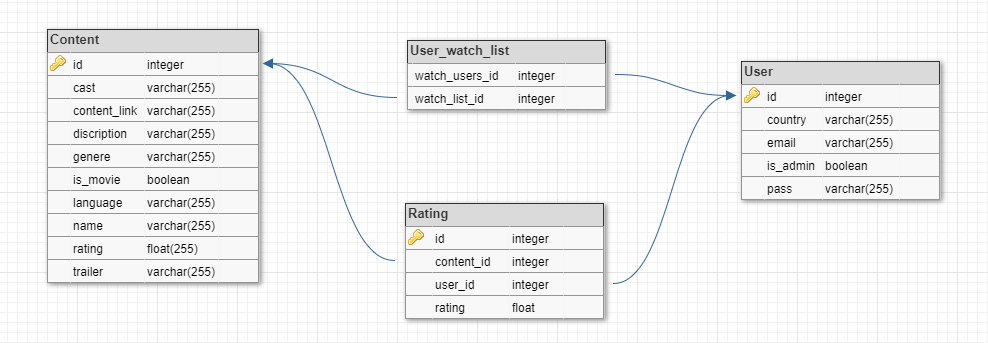 Content
id integer
cast varchar(255)
content_link varchar(255)
discription varchar(255)
genere varchar(255)
is_movie boolean
language varchar(255)
name varchar(255)
rating float(255)
trailer varchar(255)
User_watch_list
watch_users_id integer
watch_list_id integer
Rating
id integer
content_id integer
user_id integer
rating float
User
id integer
country varchar(255)
email varchar(255)
is_admin boolean
pass varchar(255)